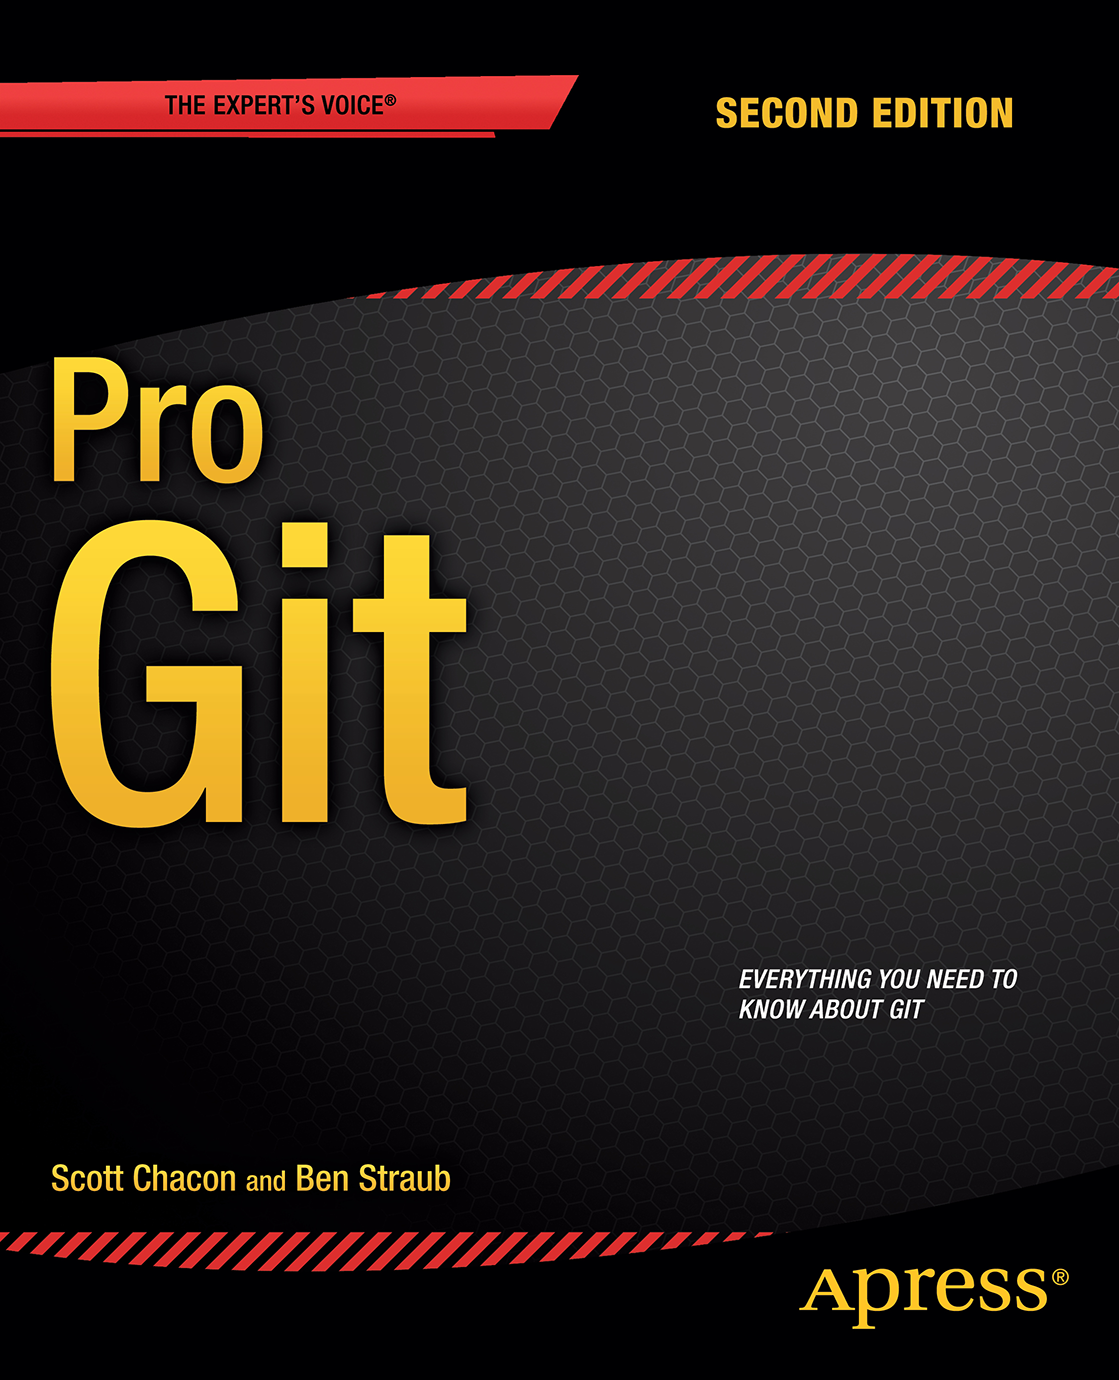 THE EXPERT'S VOICE®
SECOND EDITION
Pro
Git
EVERYTHING YOU NEED TO
KNOW ABOUT GIT
Scott Chacon and Ben Straub
Apress®